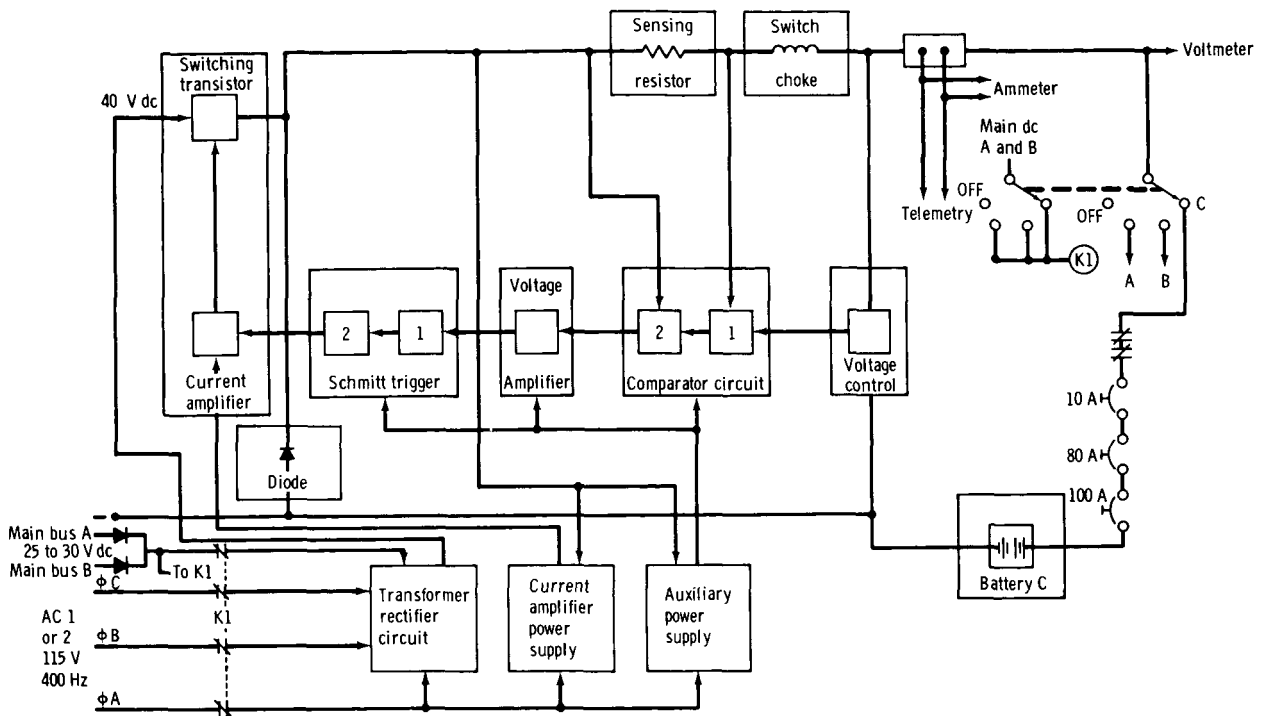 Switching
transistor
40 V dc
Sensing
resistor
Switch
choke
Voltmeter
Ammeter
Telemetry
Main dc
A and B
OFF
K1
OFF
C
A
B
Current
amplifier
2
1
Schmitt trigger
Voltage
Amplifier
2
1
Comparator circuit
Voltage
control
10 A
80 A
100 A
Diode
Battery C
Main bus A
25 to 30 V dc
Main bus B
To K1
ϕ C
K1
AC 1
or 2
115 V
400 Hz
ϕ B
ϕ A
Transformer
rectifier
circuit
Current
amplifier
power
supply
Auxiliary
power
supply